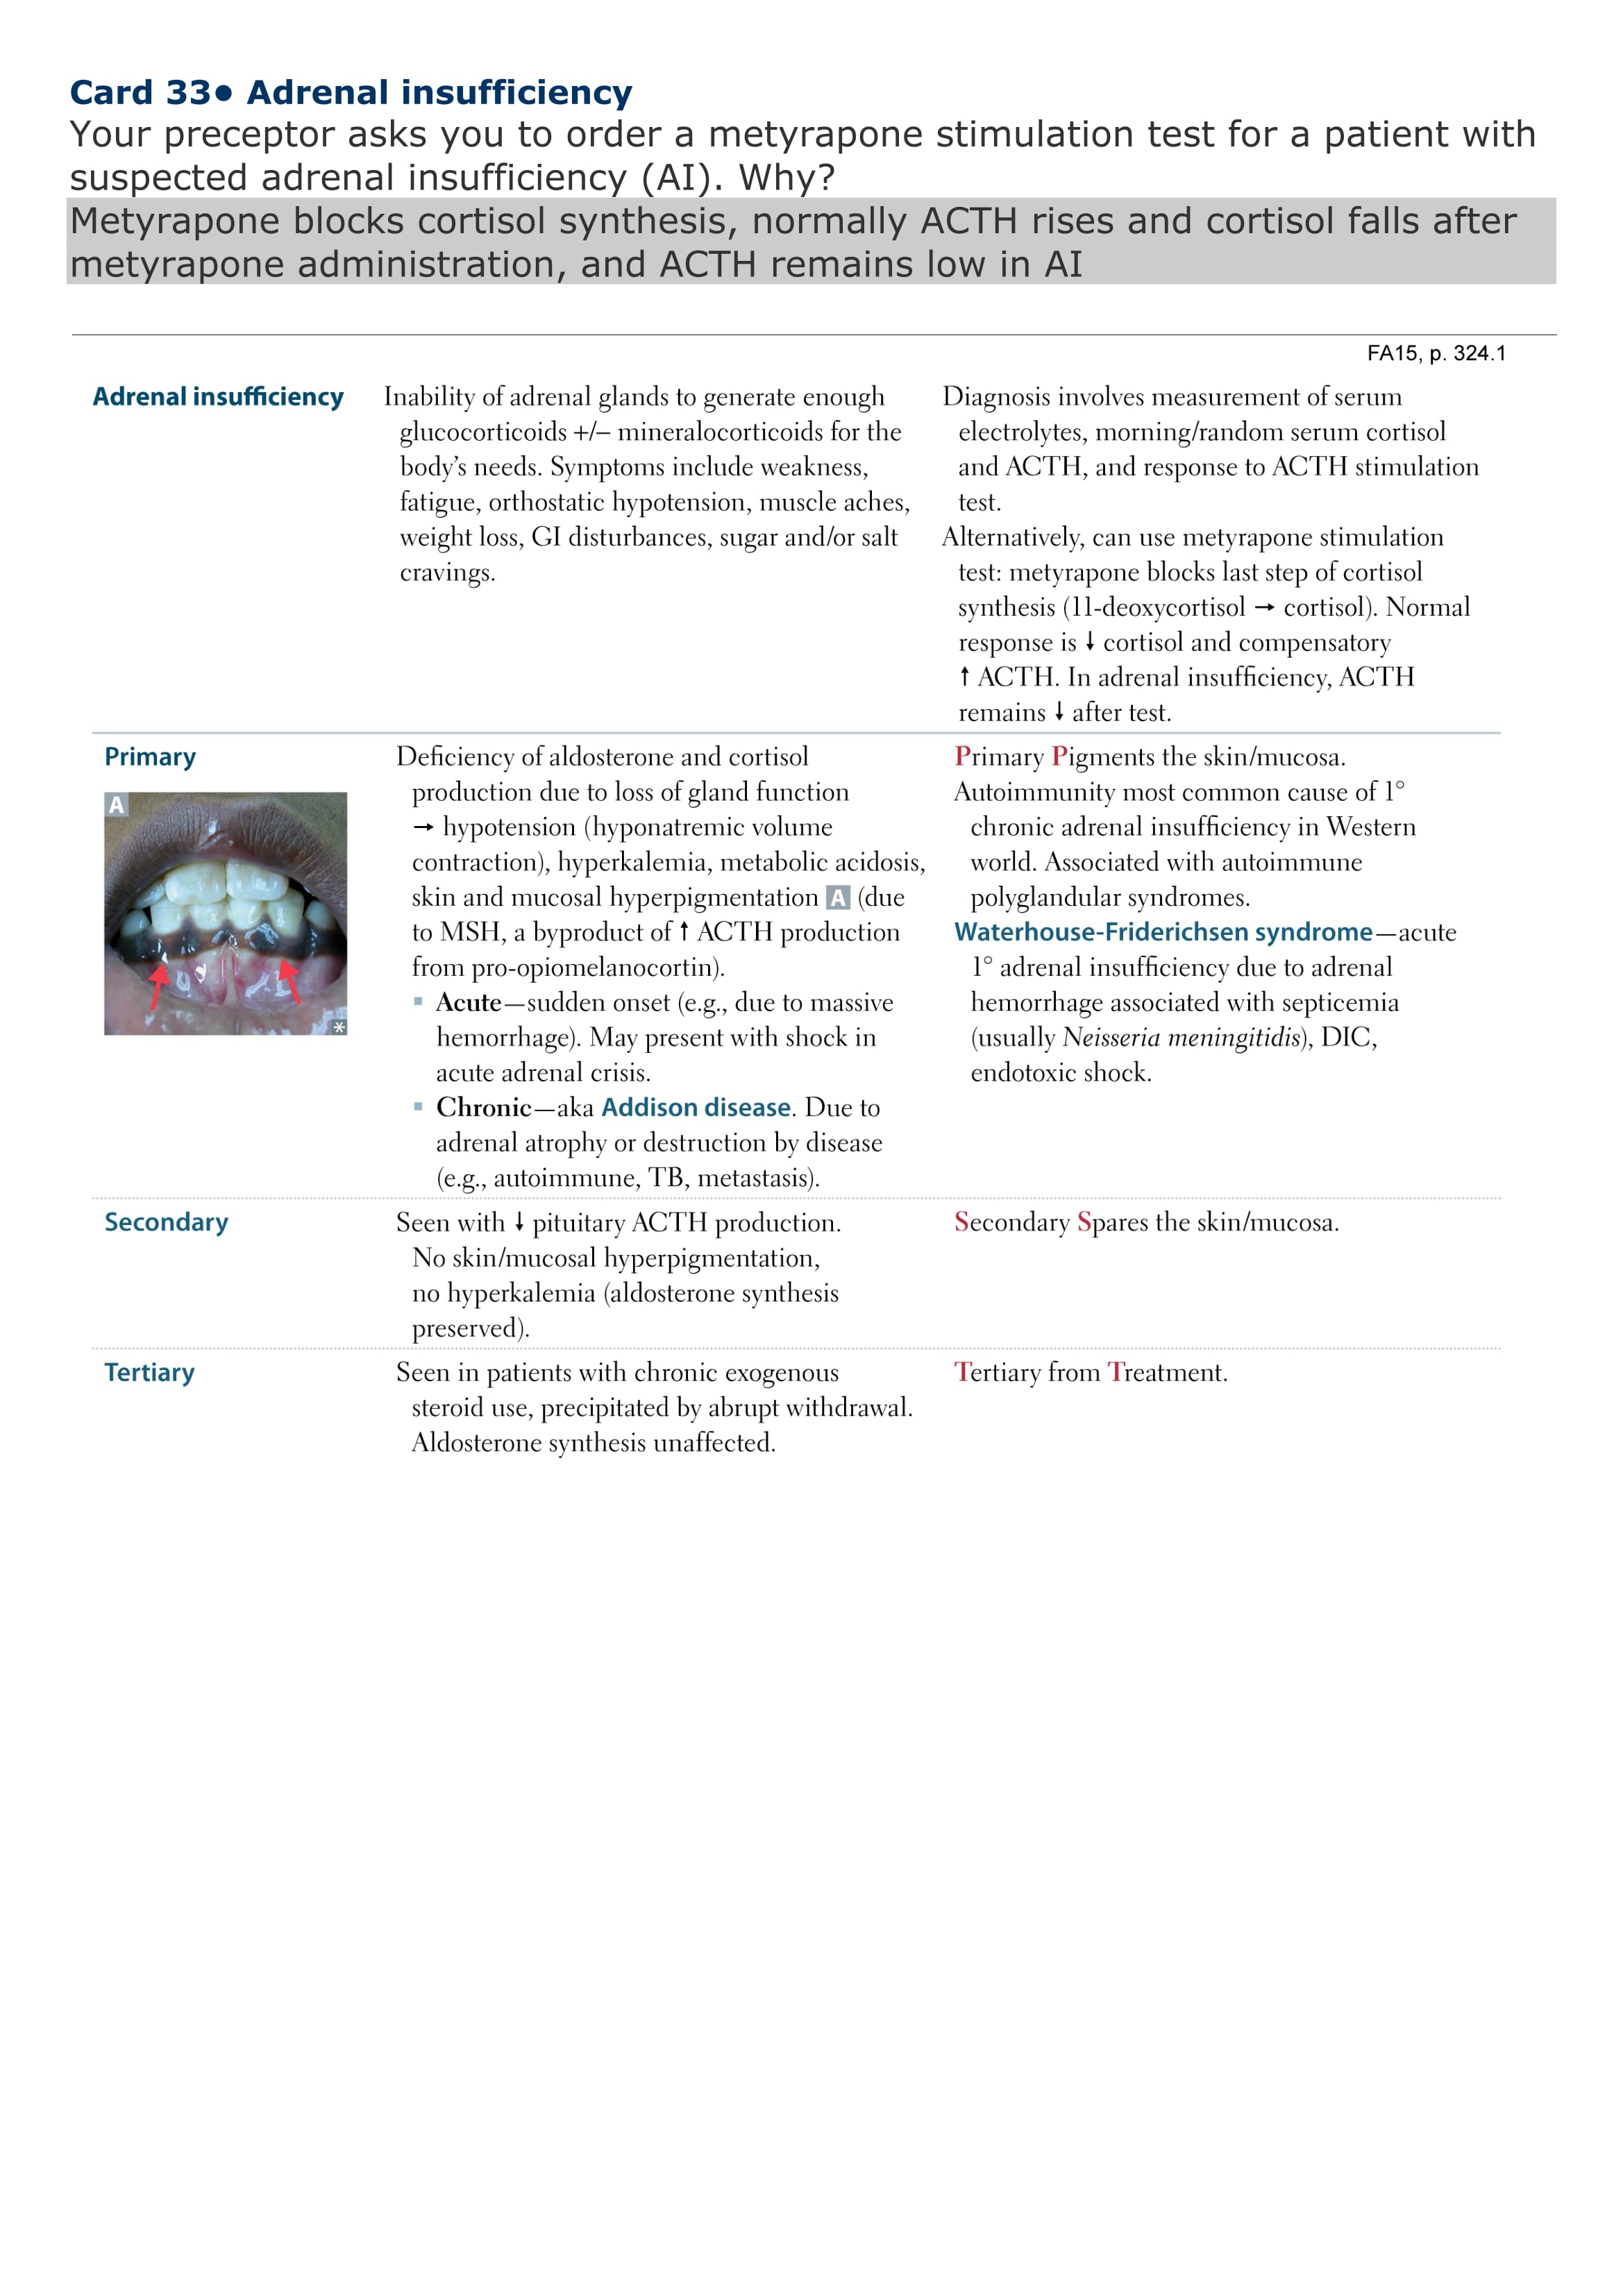 Card 33● Adrenal insufficiency
Your preceptor asks you to order a metyrapone stimulation test for a patient with
suspected adrenal insufficiency (AI). Why?
Metyrapone blocks cortisol synthesis, normally ACTH rises and cortisol falls after
metyrapone administration, and ACTH remains low in AI
FA15, p. 324.1
Adrenal insufficiency
Inability of adrenal glands to generate enough
glucocorticoids +/− mineralocorticoids for the
body’s needs. Symptoms include weakness,
fatigue, orthostatic hypotension, muscle aches,
weight loss, GI disturbances, sugar and/or salt
cravings.
Diagnosis involves measurement of serum
electrolytes, morning/random serum cortisol
and ACTH, and response to ACTH stimulation
test.
Alternatively, can use metyrapone stimulation
test: metyrapone blocks last step of cortisol
synthesis (11-deoxycortisol → cortisol). Normal
response is ↓ cortisol and compensatory
↑ ACTH. In adrenal insufficiency, ACTH
remains ↓ after test.
Primary
A
*
Deficiency of aldosterone and cortisol
production due to loss of gland function
→ hypotension (hyponatremic volume
contraction), hyperkalemia, metabolic acidosis,
skin and mucosal hyperpigmentation A (due
to MSH, a byproduct of ↑ ACTH production
from pro-opiomelanocortin).
▪ Acute—sudden onset (e.g., due to massive
hemorrhage). May present with shock in
acute adrenal crisis.
▪ Chronic—aka Addison disease. Due to
adrenal atrophy or destruction by disease
(e.g., autoimmune, TB, metastasis).
Primary Pigments the skin/mucosa.
Autoimmunity most common cause of 1°
chronic adrenal insufficiency in Western
world. Associated with autoimmune
polyglandular syndromes.
Waterhouse-Friderichsen syndrome—acute
1° adrenal insufficiency due to adrenal
hemorrhage associated with septicemia
(usually Neisseria meningitidis), DIC,
endotoxic shock.
Secondary
Seen with ↓ pituitary ACTH production.
No skin/mucosal hyperpigmentation,
no hyperkalemia (aldosterone synthesis
preserved).
Secondary Spares the skin/mucosa.
Tertiary
Seen in patients with chronic exogenous
steroid use, precipitated by abrupt withdrawal.
Aldosterone synthesis unaffected.
Tertiary from Treatment.